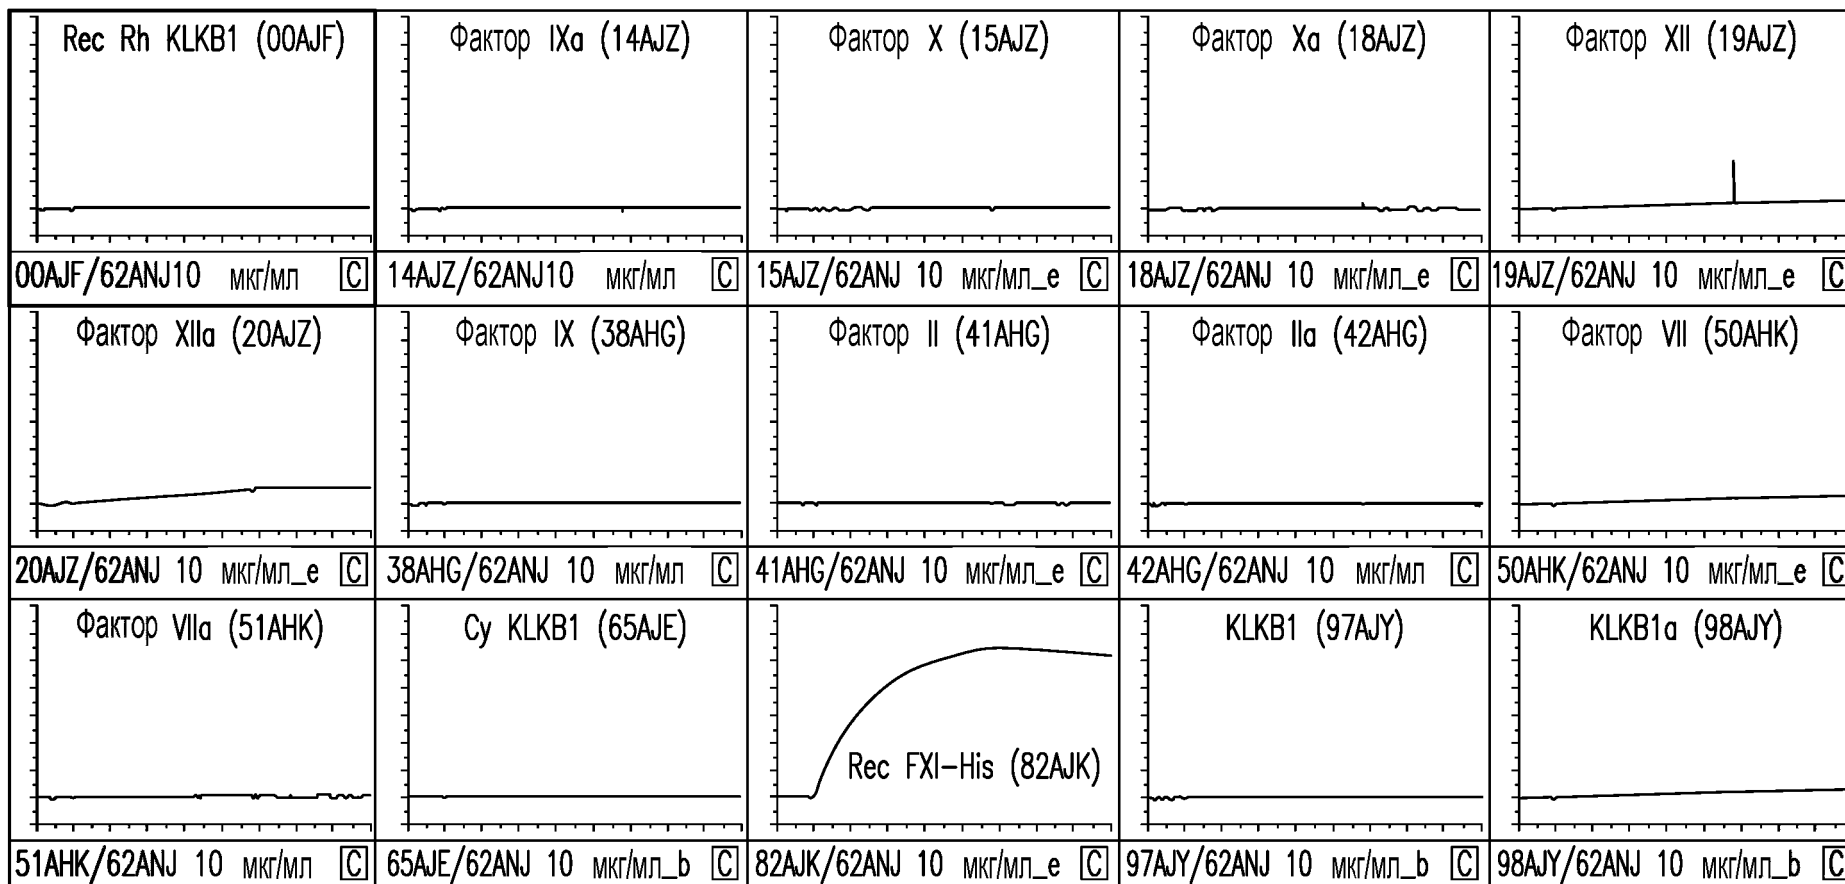 Rec Rh KLKB1 (00AJF)
Фактор IXa (14AJZ)
Фактор X (15AJZ)
Фактор Xa (18AJZ)
Фактор XII (19AJZ)
00AJF/62ANJ10 мкг/мл C
14AJZ/62ANJ10 мкг/мл C
15AJZ/62ANJ 10 мкг/мл_e C
18AJZ/62ANJ 10 мкг/мл_e C
19AJZ/62ANJ 10 мкг/мл_e C
Фактор XIIa (20AJZ)
Фактор IX (38AHG)
Фактор II (41AHG)
Фактор IIa (42AHG)
Фактор VII (50AHK)
20AJZ/62ANJ 10 мкг/мл_e C
38AHG/62ANJ 10 мкг/мл C
41AHG/62ANJ 10 мкг/мл_e C
42AHG/62ANJ 10 мкг/мл C
50AHK/62ANJ 10 мкг/мл_e C
Фактор VIIa (51AHK)
Cy KLKB1 (65AJE)
Rec FXI-His (82AJK)
KLKB1 (97AJY)
KLKB1a (98AJY)
51AHK/62ANJ 10 мкг/мл C
65AJE/62ANJ 10 мкг/мл_b C
82AJK/62ANJ 10 мкг/мл_e C
97AJY/62ANJ 10 мкг/мл_b C
98AJY/62ANJ 10 мкг/мл_b C